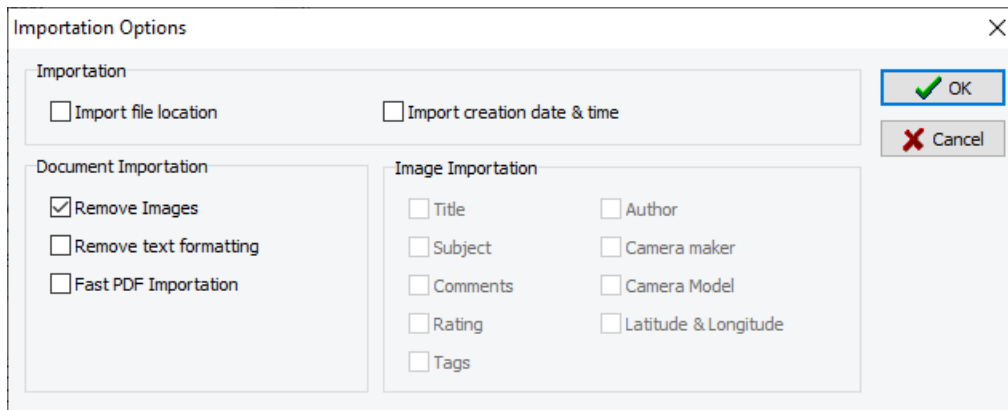 Importation Options
Importation
Import file location
Import creation date & time
OK
Cancel
Document Importation
Remove Images
Remove text formatting
Fast PDF Importation
Image Importation
Title
Author
Subject
Camera maker
Comments
Camera Model
Rating
Latitude & Longitude
Tags